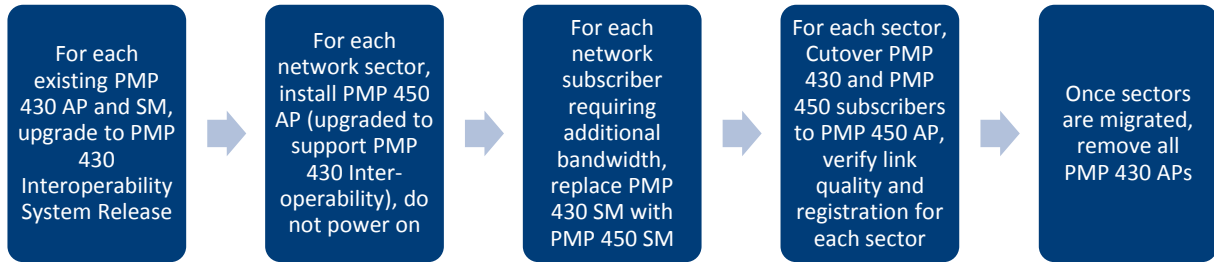 For each
existing PMP
430 AP and SM,
upgrade to PMP
430
Interoperability
System Release
For each
network sector,
install PMP 450
AP (upgraded to
support PMP
430 Inter-
operability), do
not power on
For each
network
subscriber
requiring
additional
bandwidth,
replace PMP
430 SM with
PMP 450 SM
For each sector,
Cutover PMP
430 and PMP
450 subscribers
to PMP 450 AP,
verify link
quality and
registration for
each sector
Once sectors
are migrated,
remove all
PMP 430 APs